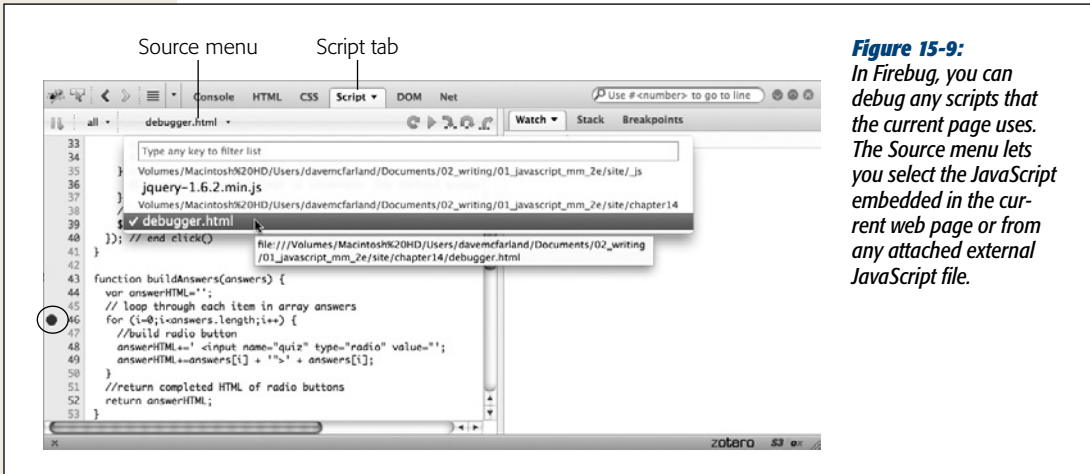 Source menu Script tab
Console HTML CSS Script DOM Net Use #<number> to go to line
all debugger.html Watch Stack Breakpoints
33
34
Type any key to filter list
35 } Volumes/Macintosh%20HD/Users/davemcfarland/Documents/02_writing/01_javascript_mm_2e/site/_js
36 jquery-1.6.2.min.js
37 } Volumes/Macintosh%20HD/Users/davemcfarland/Documents/02_writing/01_javascript_mm_2e/site/chapter14
38 /
39 $ ✓ debugger.html
40 }); // end click()
file:///Volumes/Macintosh%20HD/Users/davemcfarland/Documents/02_writing
/01_javascript_mm_2e/site/chapter14/debugger.html
41 }
42
43 function buildAnswers(answers) {
44 var answerHTML='';
45 // loop through each item in array answers
46 for (i=0;i<answers.length;i++) {
47 //build radio button
48 answerHTML+=' <input name="quiz" type="radio" value="';
49 answerHTML+=answers[i] + '">' + answers[i];
50 }
51 //return completed HTML of radio buttons
52 return answerHTML;
53 }
zotero S3
Figure 15-9:
In Firebug, you can
debug any scripts that
the current page uses.
The Source menu lets
you select the JavaScript
embedded in the cur-
rent web page or from
any attached external
JavaScript file.